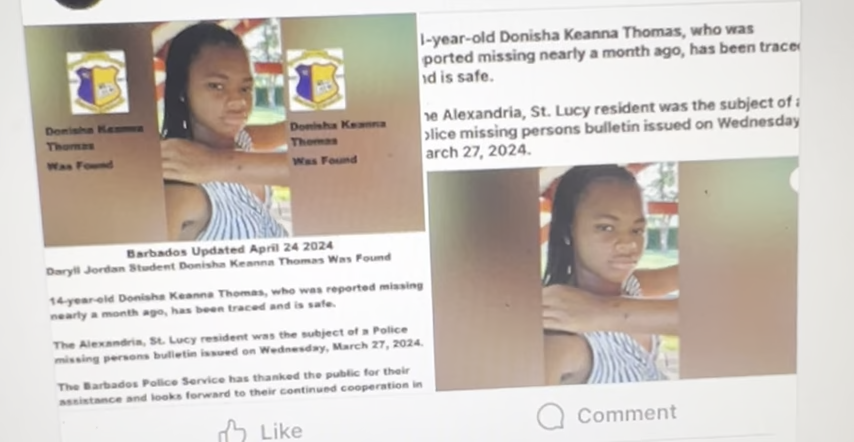 Donisha Keanna
Thomas
Was Found
Donisha Keanna
Thomas
Was Found
Barbados Updated April 24 2024
Daryll Jordan Student Donisha Keanna Thomas Was Found
14-year-old Donisha Keanna Thomas, who was reported missing
nearly a month ago, has been traced and is safe.
The Alexandria, St. Lucy resident was the subject of a Police
missing persons bulletin issued on Wednesday, March 27, 2024.
The Barbados Police Service has thanked the public for their
assistance and looks forward to their continued cooperation in
-year-old Donisha Keanna Thomas, who was
ported missing nearly a month ago, has been trace
nd is safe.
he Alexandria, St. Lucy resident was the subject of
olice missing persons bulletin issued on Wednesday
arch 27, 2024.
Like
Comment